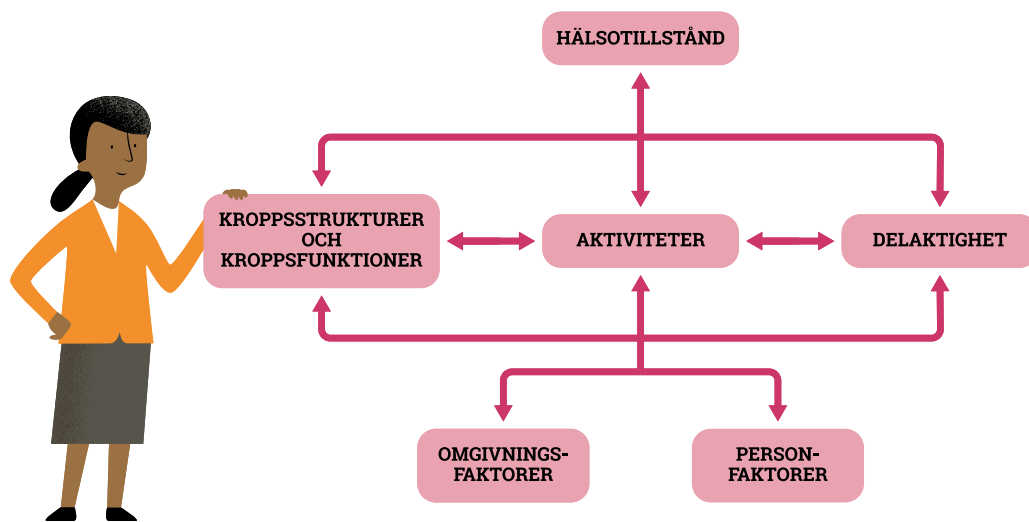 HÄLSOTILLSTÅND
KROPPSSTRUKTURER
OCH
KROPPSFUNKTIONER
AKTIVITETER
DELAKTIGHET
OMGIVNINGS-
FAKTORER
PERSON-
FAKTORER